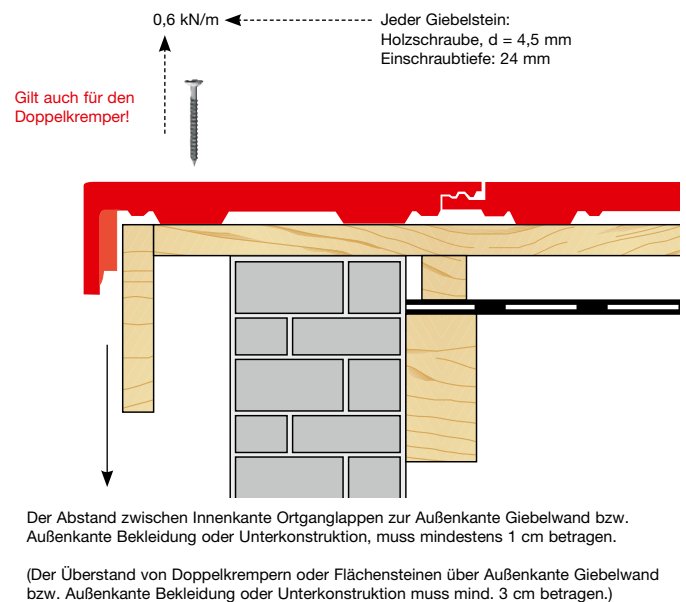 0,6 kN/m
Jeder Giebelstein:
Holzschraube, d = 4,5 mm
Einschraubtiefe: 24 mm
Gilt auch für den
Doppelkremper!
Der Abstand zwischen Innenkante Ortganglappen zur Außenkante Giebelwand bzw.
Außenkante Bekleidung oder Unterkonstruktion, muss mindestens 1 cm betragen.
(Der Überstand von Doppelkrempern oder Flächensteinen über Außenkante Giebelwand
bzw. Außenkante Bekleidung oder Unterkonstruktion muss mind. 3 cm betragen.)